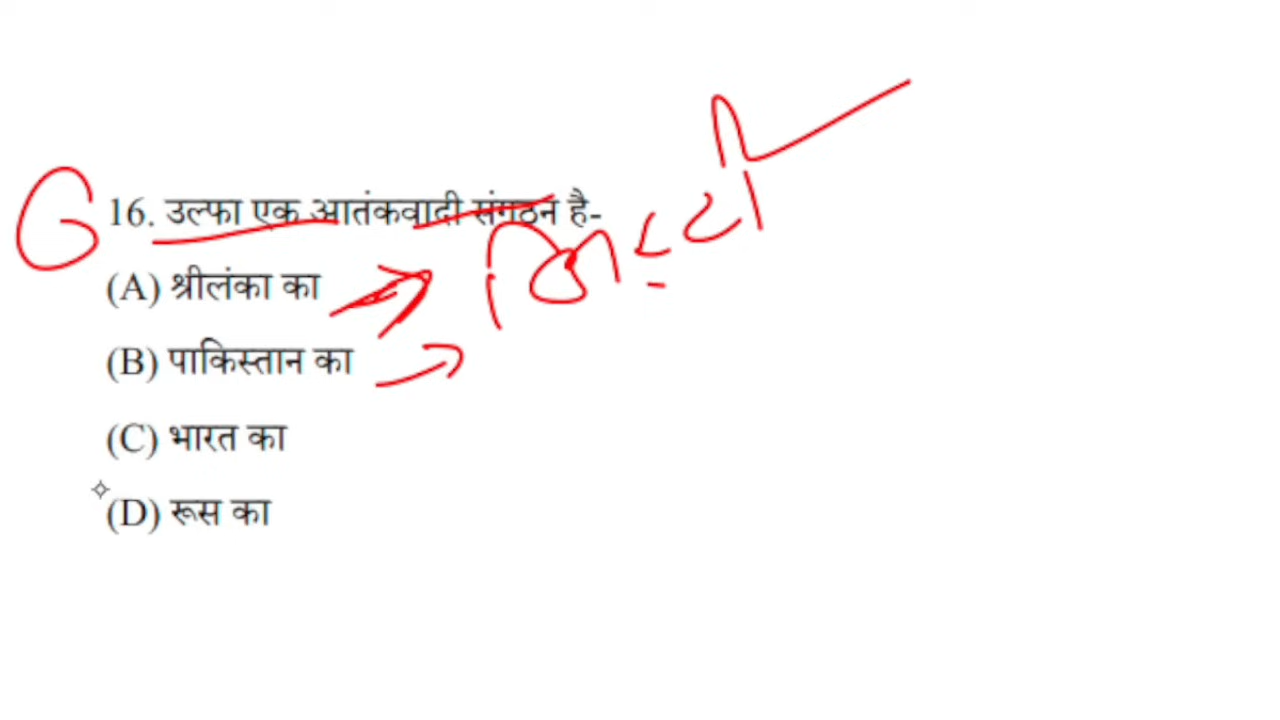 16. उल्फा एक आतंकवादी संगठन है-
(A) श्रीलंका का
(B) पाकिस्तान का
(C) भारत का
(D) रूस का